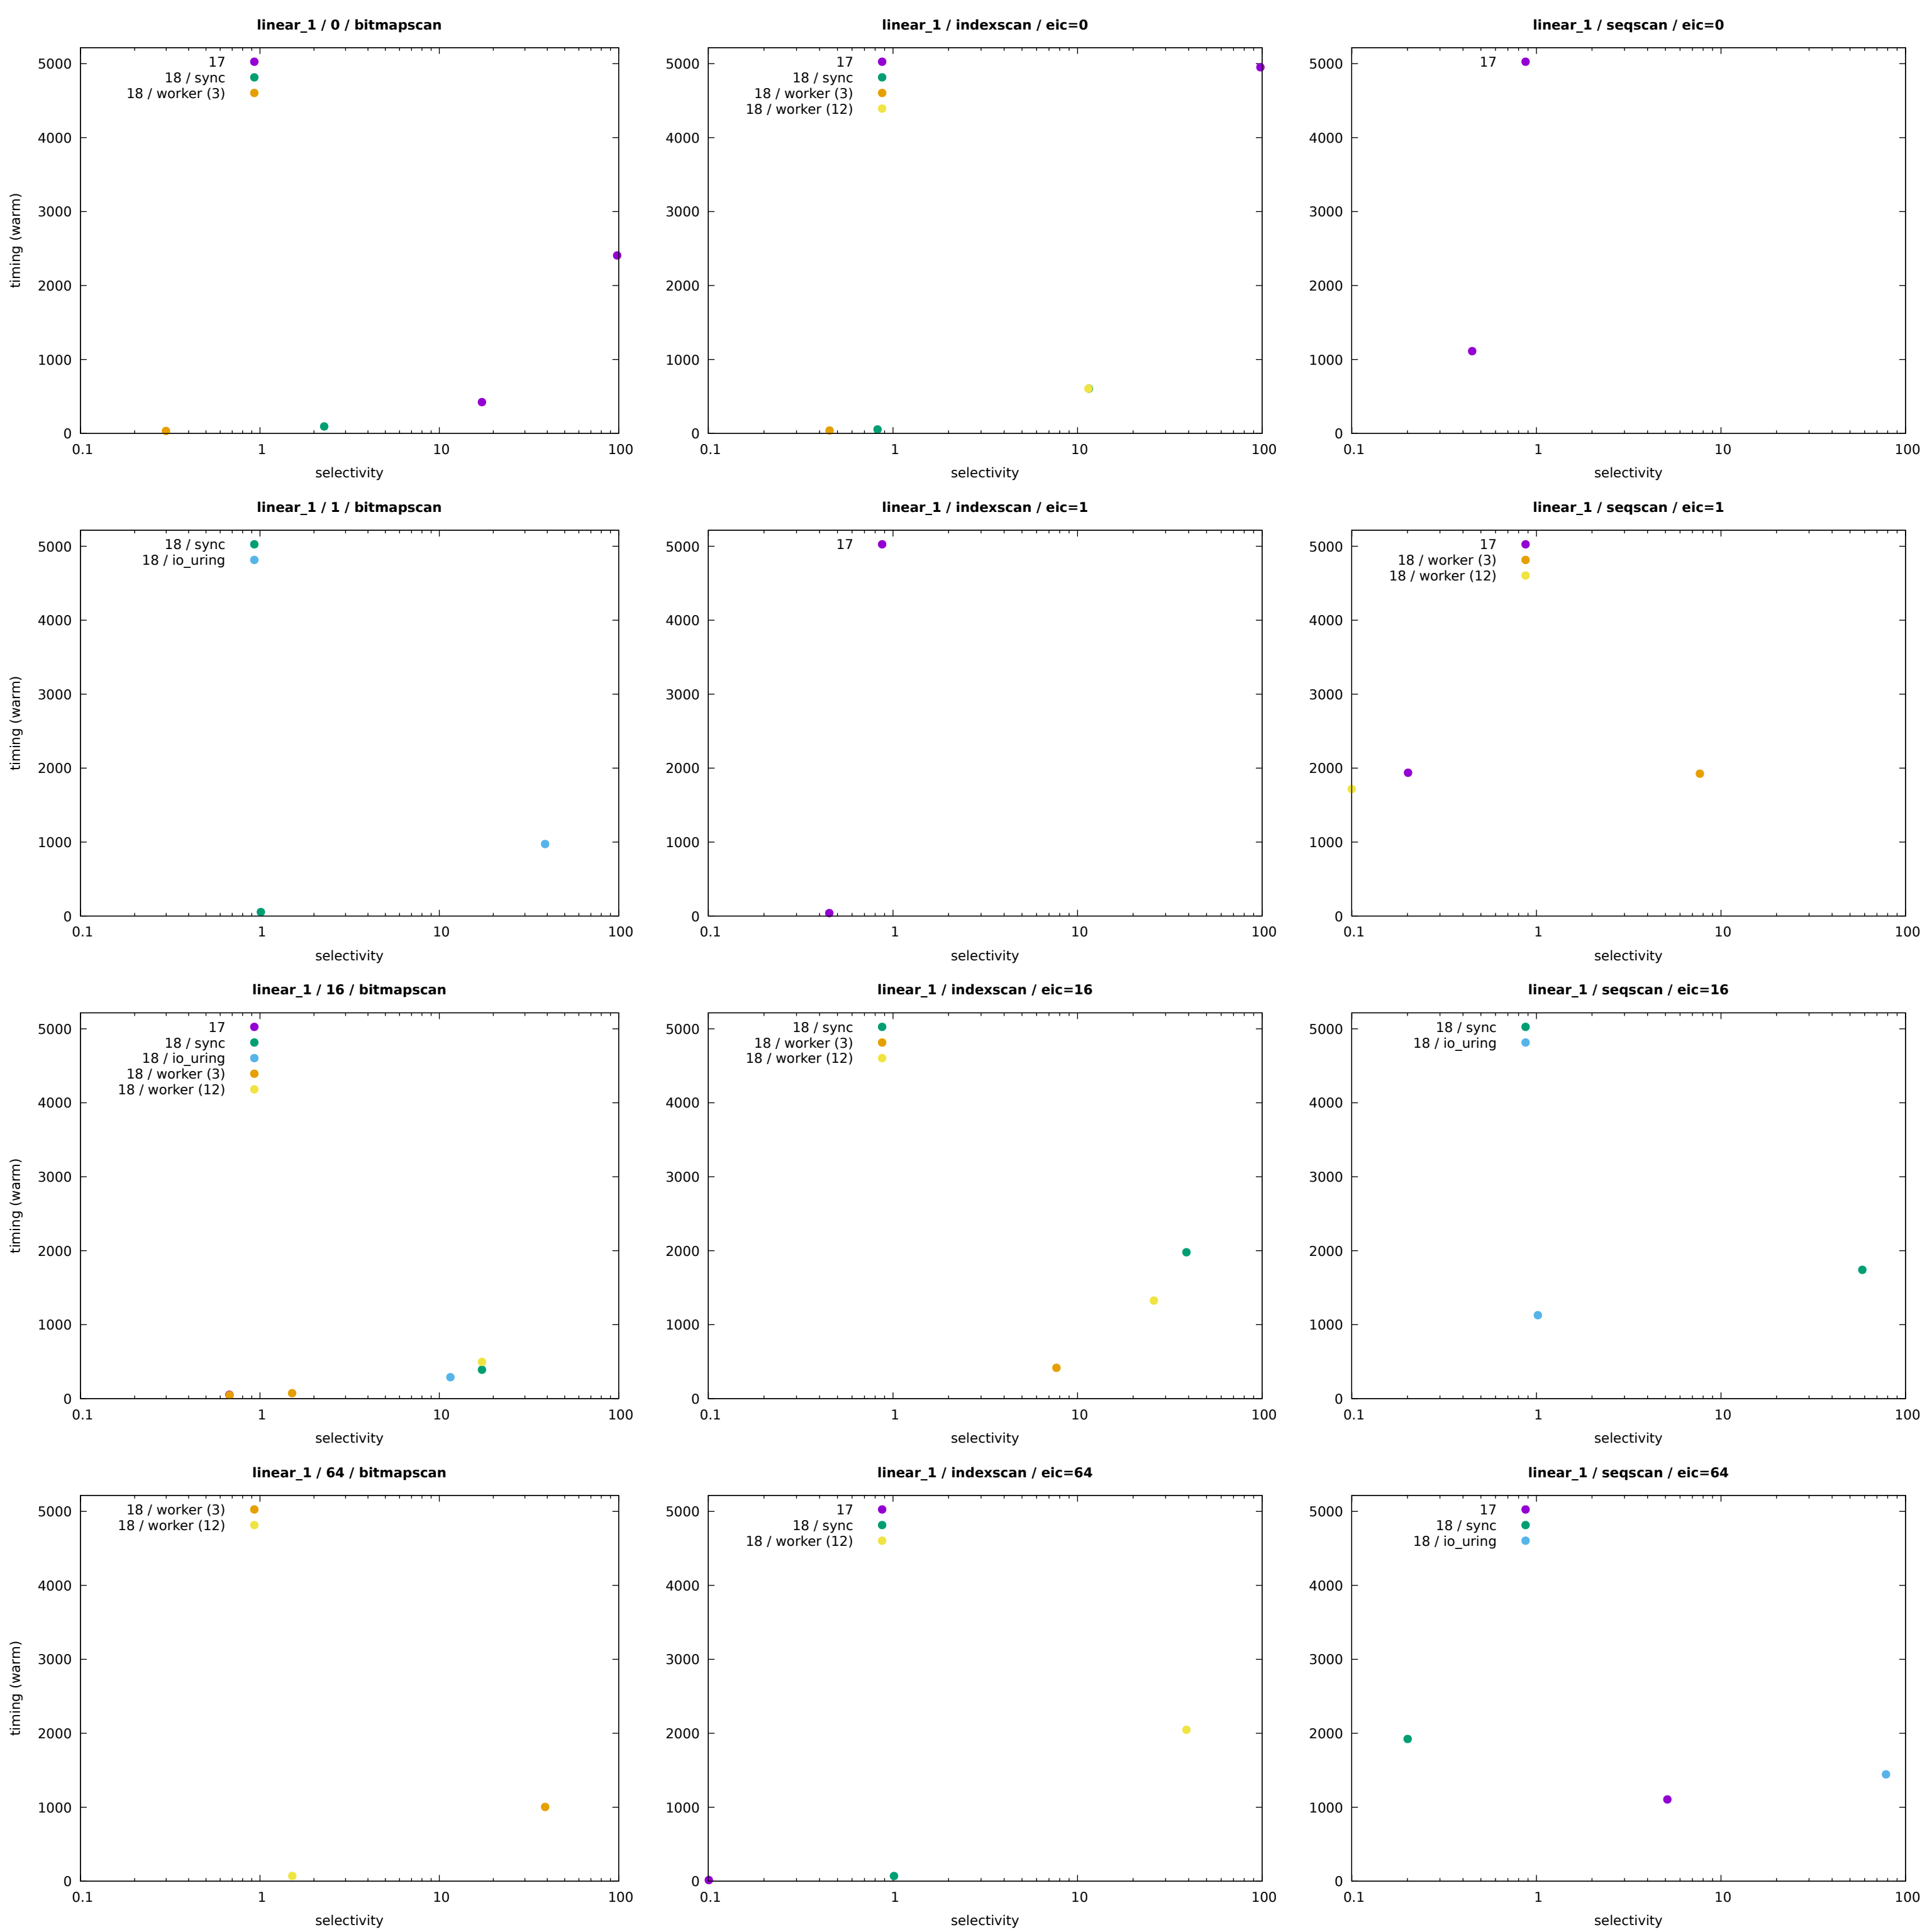 linear_1 / 0 / bitmapscan
17
18 / sync
18 / worker (3)
5000
4000
3000
2000
1000
0
timing (warm)
0.1 1 10 100
selectivity
linear_1 / indexscan / eic=0
17
18 / sync
18 / worker (3)
18 / worker (12)
5000
4000
3000
2000
1000
0
0.1 1 10 100
selectivity
linear_1 / seqscan / eic=0
17
5000
4000
3000
2000
1000
0
0.1 1 10 100
selectivity
linear_1 / 1 / bitmapscan
18 / sync
18 / io_uring
5000
4000
3000
2000
1000
0
timing (warm)
0.1 1 10 100
selectivity
linear_1 / indexscan / eic=1
17
5000
4000
3000
2000
1000
0
0.1 1 10 100
selectivity
linear_1 / seqscan / eic=1
17
18 / worker (3)
18 / worker (12)
5000
4000
3000
2000
1000
0
0.1 1 10 100
selectivity
linear_1 / 16 / bitmapscan
17
18 / sync
18 / io_uring
18 / worker (3)
18 / worker (12)
5000
4000
3000
2000
1000
0
timing (warm)
0.1 1 10 100
selectivity
linear_1 / indexscan / eic=16
18 / sync
18 / worker (3)
18 / worker (12)
5000
4000
3000
2000
1000
0
0.1 1 10 100
selectivity
linear_1 / seqscan / eic=16
18 / sync
18 / io_uring
5000
4000
3000
2000
1000
0
0.1 1 10 100
selectivity
linear_1 / 64 / bitmapscan
18 / worker (3)
18 / worker (12)
5000
4000
3000
2000
1000
0
timing (warm)
0.1 1 10 100
selectivity
linear_1 / indexscan / eic=64
17
18 / sync
18 / worker (12)
5000
4000
3000
2000
1000
0
0.1 1 10 100
selectivity
linear_1 / seqscan / eic=64
17
18 / sync
18 / io_uring
5000
4000
3000
2000
1000
0
0.1 1 10 100
selectivity